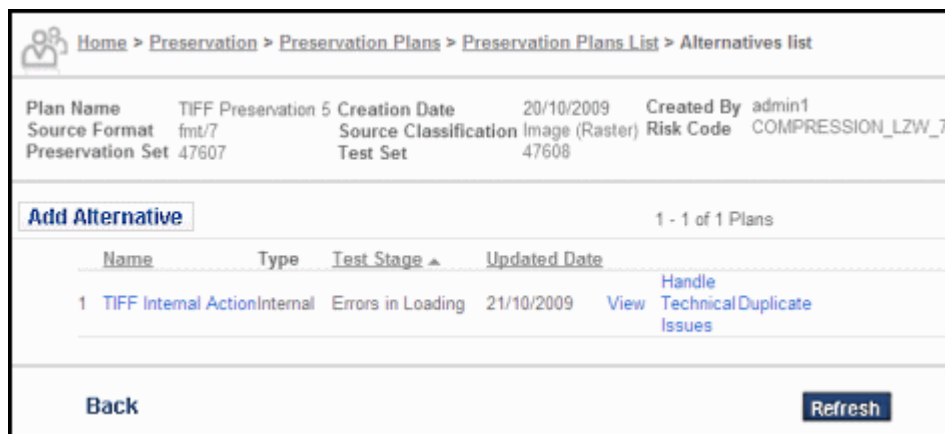 Home > Preservation > Preservation Plans > Preservation Plans List > Alternatives list
Plan Name TIFF Preservation 5 Creation Date 20/10/2009 Created By admin1
Source Format fmt/7 Source Classification Image (Raster) Risk Code COMPRESSION_LZW_7
Preservation Set 47607 Test Set 47608
Add Alternative 1 - 1 of 1 Plans
Name Type Test Stage Updated Date
1 TIFF Internal Action Internal Errors in Loading 21/10/2009 View Handle Technical Issues Duplicate
Back Refresh